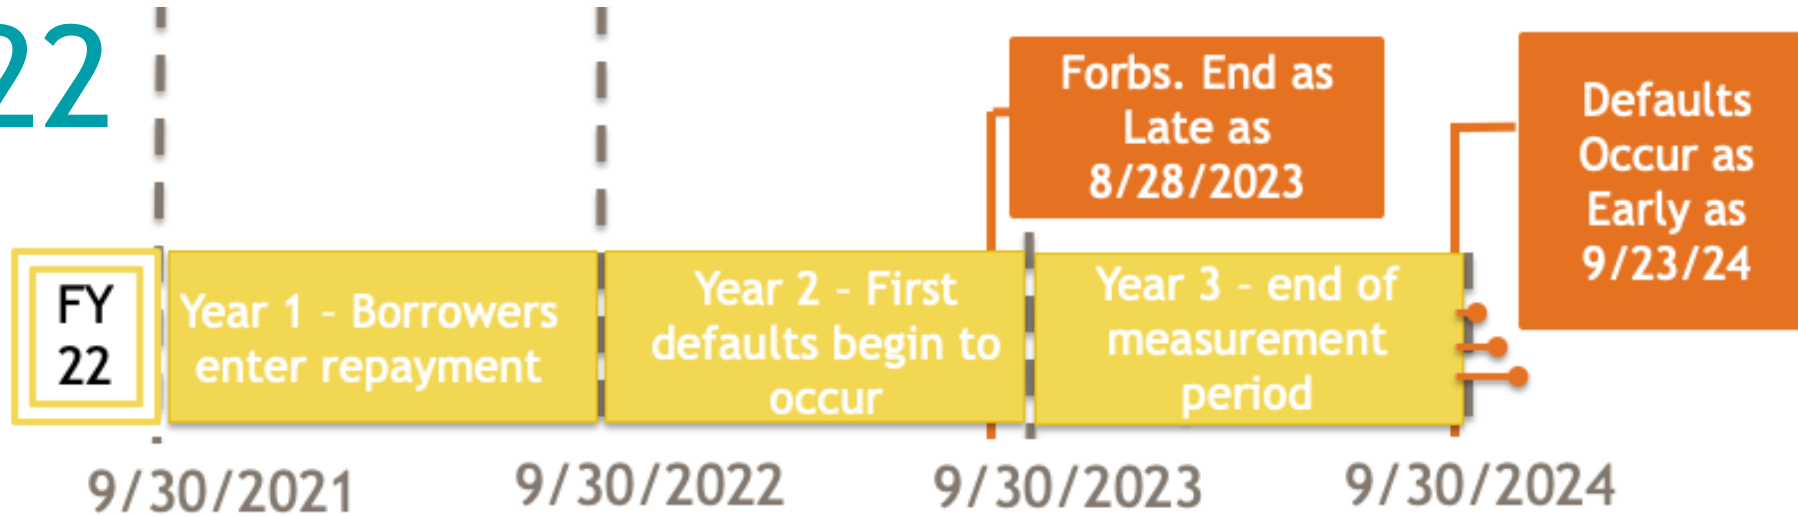 22
Forbs. End as
Late as
8/28/2023
Defaults
Occur as
Early as
9/23/24
FY
22
Year 1 – Borrowers
enter repayment
Year 2 – First
defaults begin to
occur
Year 3 – end of
measurement
period
9/30/2021
9/30/2022
9/30/2023
9/30/2024